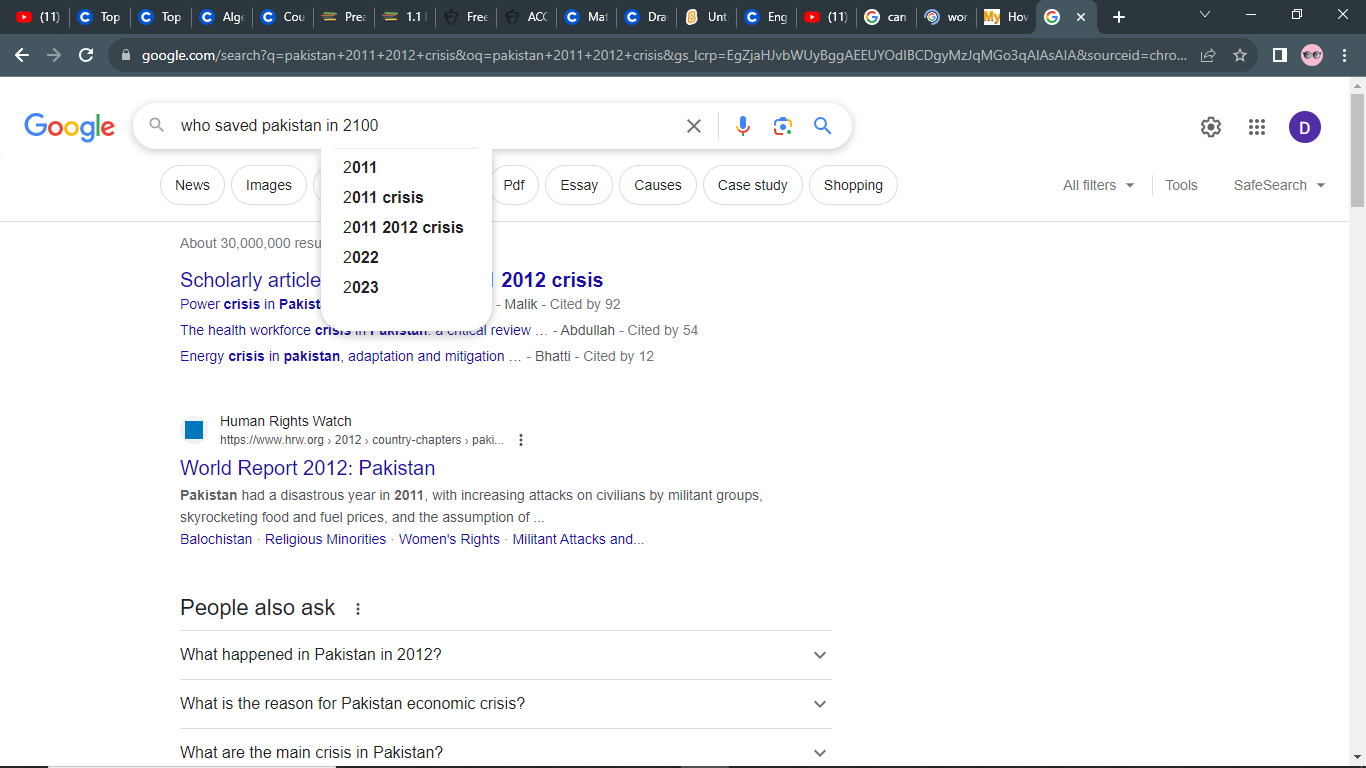 (11) Top Top Alge Cou Prea 1.1 Free ACC Mat Dra Unt Eng (11) can wor My Hov
google.com/search?q=pakistan+2011+2012+crisis&oq=pakistan+2011+2012+crisis&gs_lcrp=EgZjaHJvbWUyBggAEEUYOdIBCDgyMzJqMGo3qAIAsAIA&sourceid=chro...
Google
who saved pakistan in 2100
D
2011
2011 crisis
2011 2012 crisis
2022
2023
News Images Pdf Essay Causes Case study Shopping All filters Tools SafeSearch
About 30,000,000 resu
Scholarly article 2012 crisis
Power crisis in Pakist - Malik - Cited by 92
The health workforce crisis in Pakistan: a critical review ... - Abdullah - Cited by 54
Energy crisis in pakistan, adaptation and mitigation ... - Bhatti - Cited by 12
Human Rights Watch
https://www.hrw.org › 2012 › country-chapters › paki...
World Report 2012: Pakistan
Pakistan had a disastrous year in 2011, with increasing attacks on civilians by militant groups,
skyrocketing food and fuel prices, and the assumption of ...
Balochistan · Religious Minorities · Women's Rights · Militant Attacks and...
People also ask
What happened in Pakistan in 2012?
What is the reason for Pakistan economic crisis?
What are the main crisis in Pakistan?